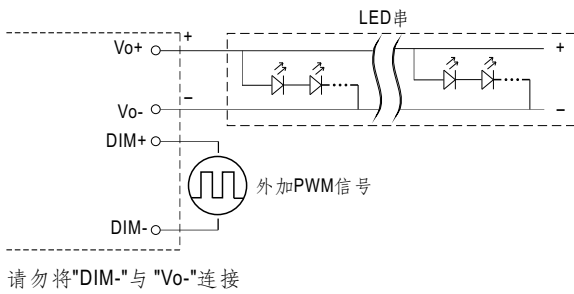 LED串
Vo+ + +
Vo- − −
DIM+
外加PWM信号
DIM-
请勿将"DIM-"与 "Vo-"连接